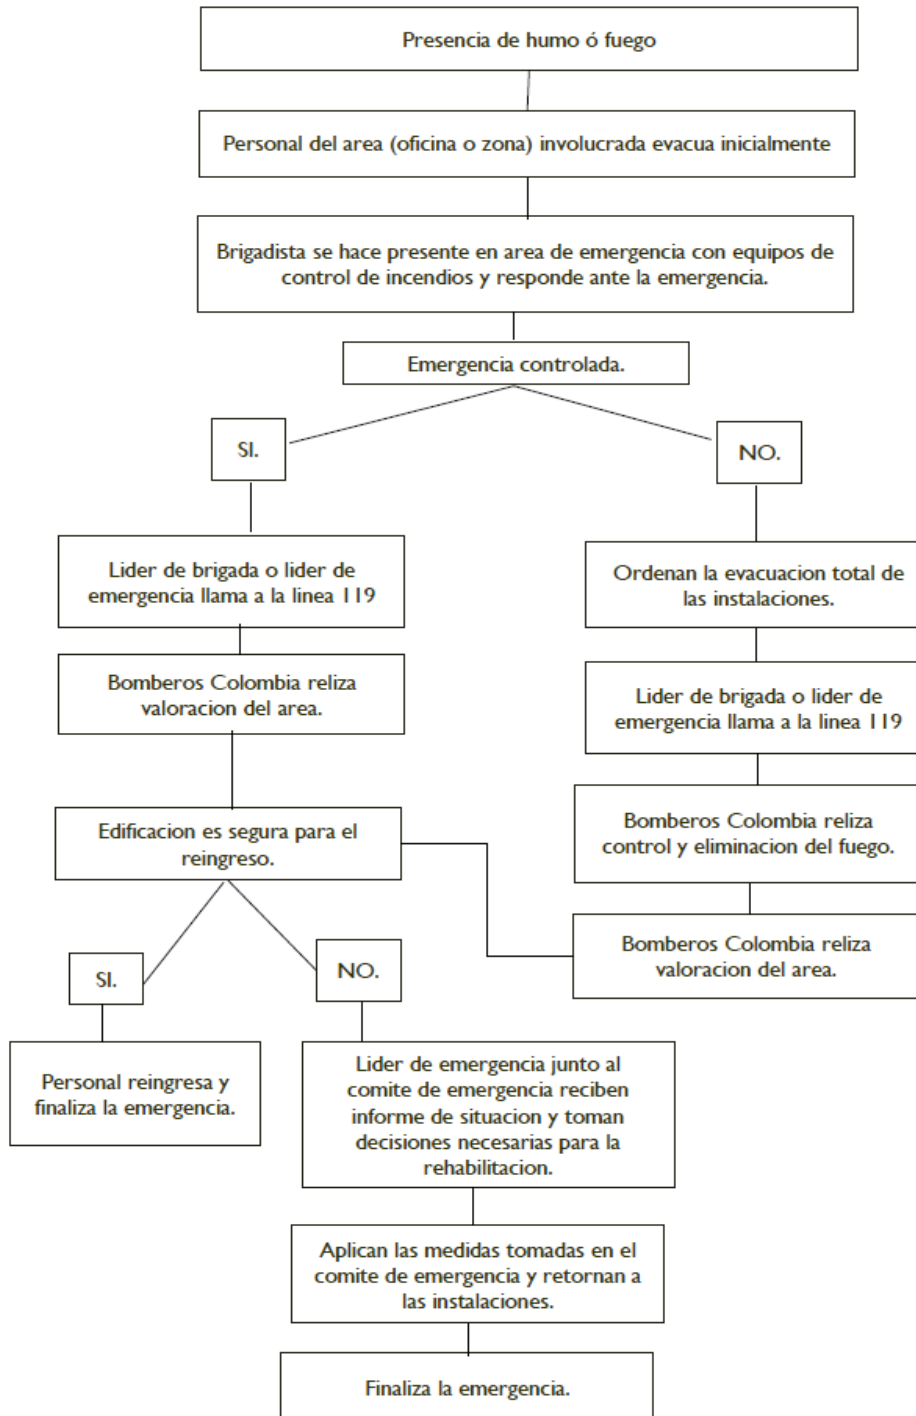 Presencia de humo ó fuego
Personal del area (oficina o zona) involucrada evacua inicialmente
Brigadista se hace presente en area de emergencia con equipos de
control de incendios y responde ante la emergencia.
Emergencia controlada.
SI.
NO.
Lider de brigada o lider de
emergencia llama a la linea 119
Ordenan la evacuacion total de
las instalaciones.
Bomberos Colombia reliza
valoracion del area.
Lider de brigada o lider de
emergencia llama a la linea 119
Edificacion es segura para el
reingreso.
Bomberos Colombia reliza
control y eliminacion del fuego.
Bomberos Colombia reliza
valoracion del area.
SI.
NO.
Personal reingresa y
finaliza la emergencia.
Lider de emergencia junto al
comite de emergencia reciben
informe de situacion y toman
decisiones necesarias para la
rehabilitacion.
Aplican las medidas tomadas en el
comite de emergencia y retornan a
las instalaciones.
Finaliza la emergencia.